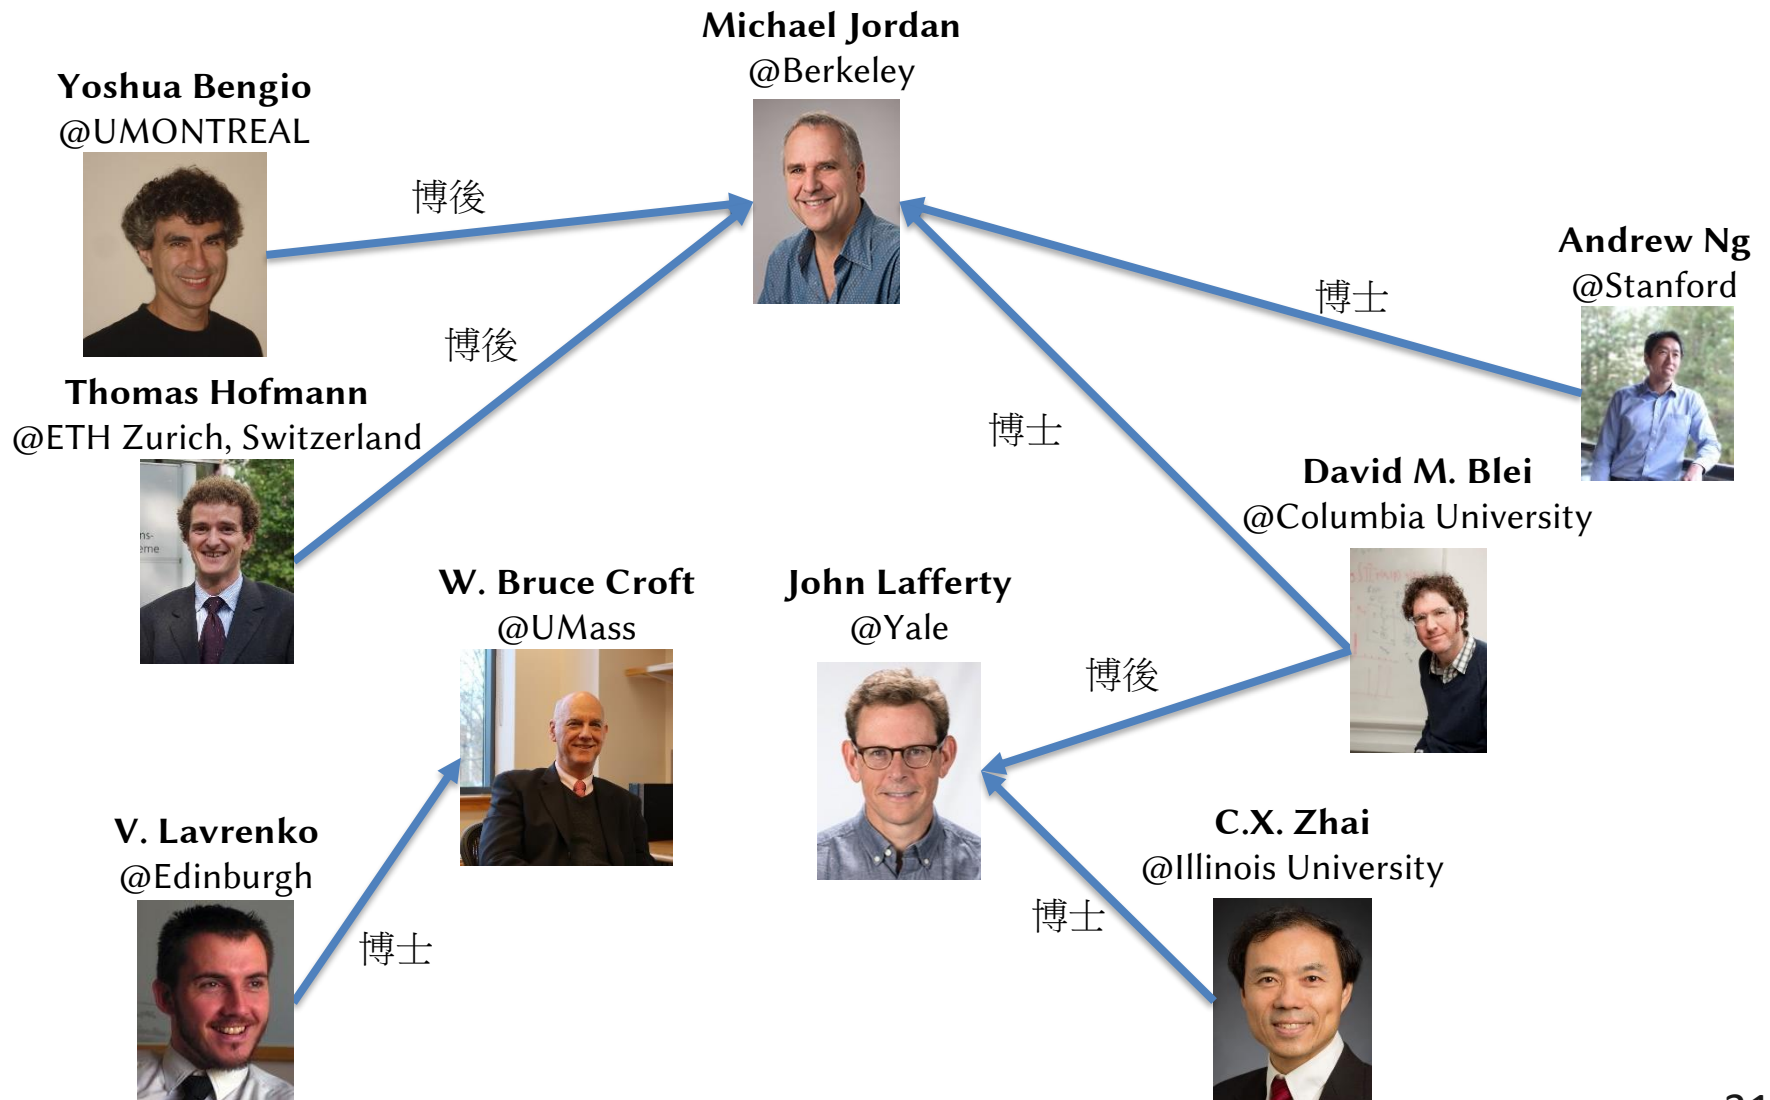 Michael Jordan
@Berkeley
Yoshua Bengio
@UMONTREAL
博後
博後
Andrew Ng
@Stanford
博士
博士
Thomas Hofmann
@ETH Zurich, Switzerland
David M. Blei
@Columbia University
W. Bruce Croft
@UMass
John Lafferty
@Yale
博後
V. Lavrenko
@Edinburgh
博士
C.X. Zhai
@Illinois University
博士